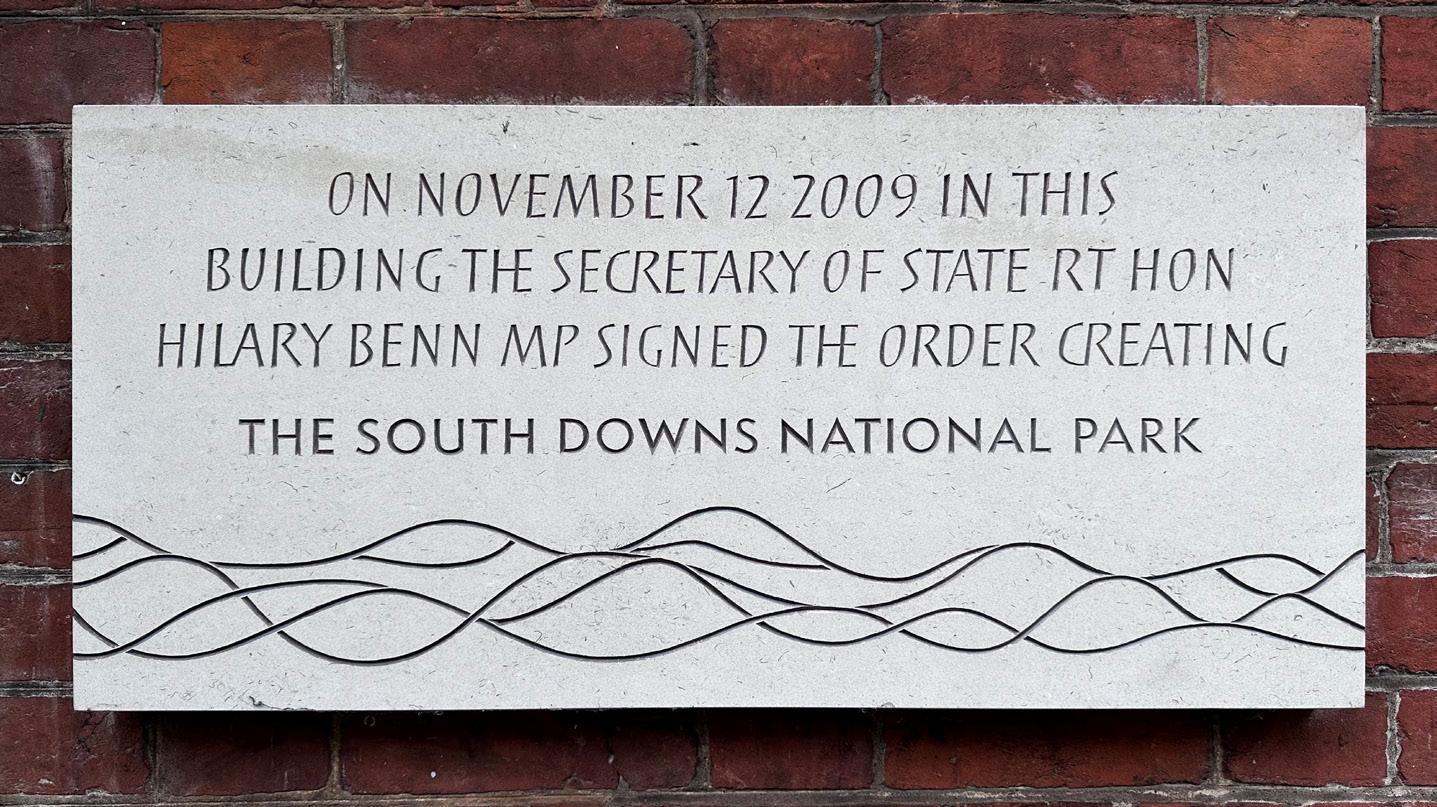 ON NOVEMBER 12 2009 IN THIS
BUILDING THE SECRETARY OF STATE RT HON
HILARY BENN MP SIGNED THE ORDER CREATING
THE SOUTH DOWNS NATIONAL PARK